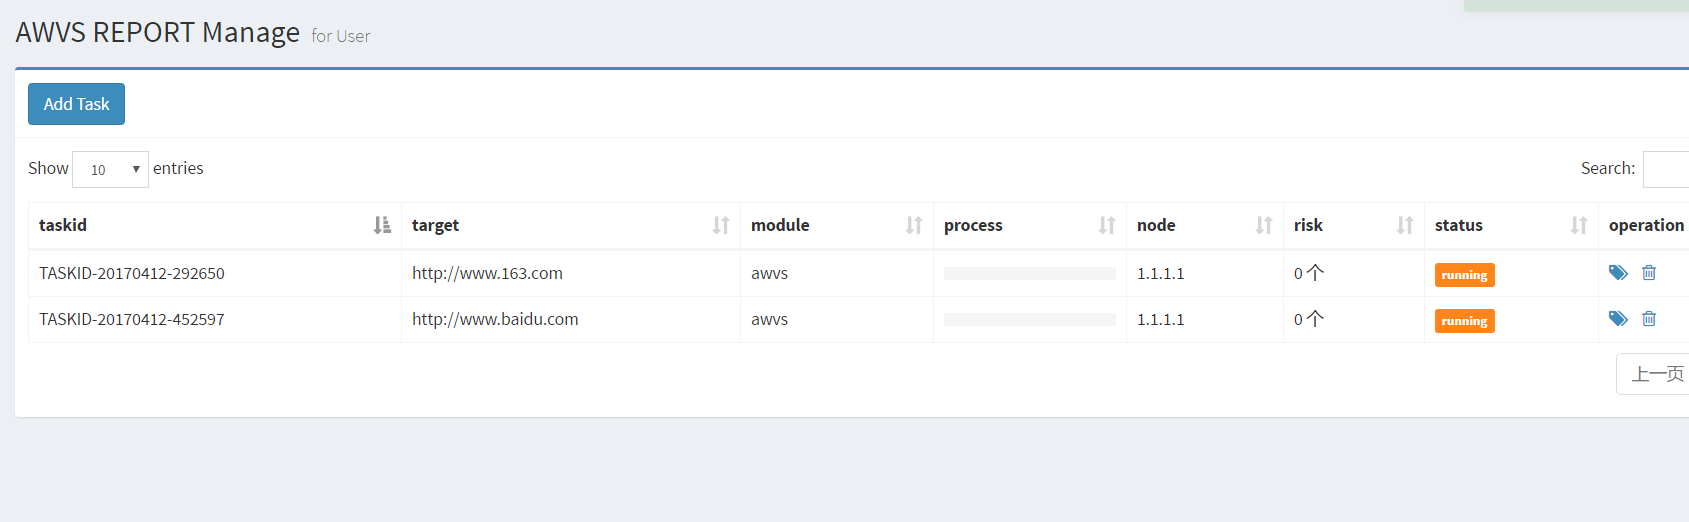 AWVS REPORT Manage for User
Add Task
Show 10 entries Search:
taskid target module process node risk status operation
TASKID-20170412-292650 http://www.163.com awvs 1.1.1.1 0 个 running
TASKID-20170412-452597 http://www.baidu.com awvs 1.1.1.1 0 个 running
上一页